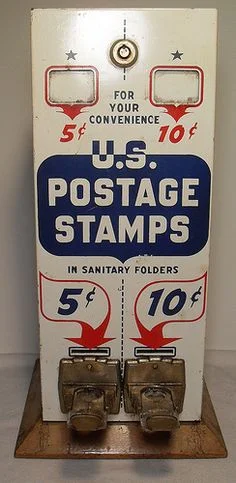 FOR
YOUR
CONVENIENCE
5¢ 10¢
U.S.
POSTAGE
STAMPS
IN SANITARY FOLDERS
5¢ 10¢